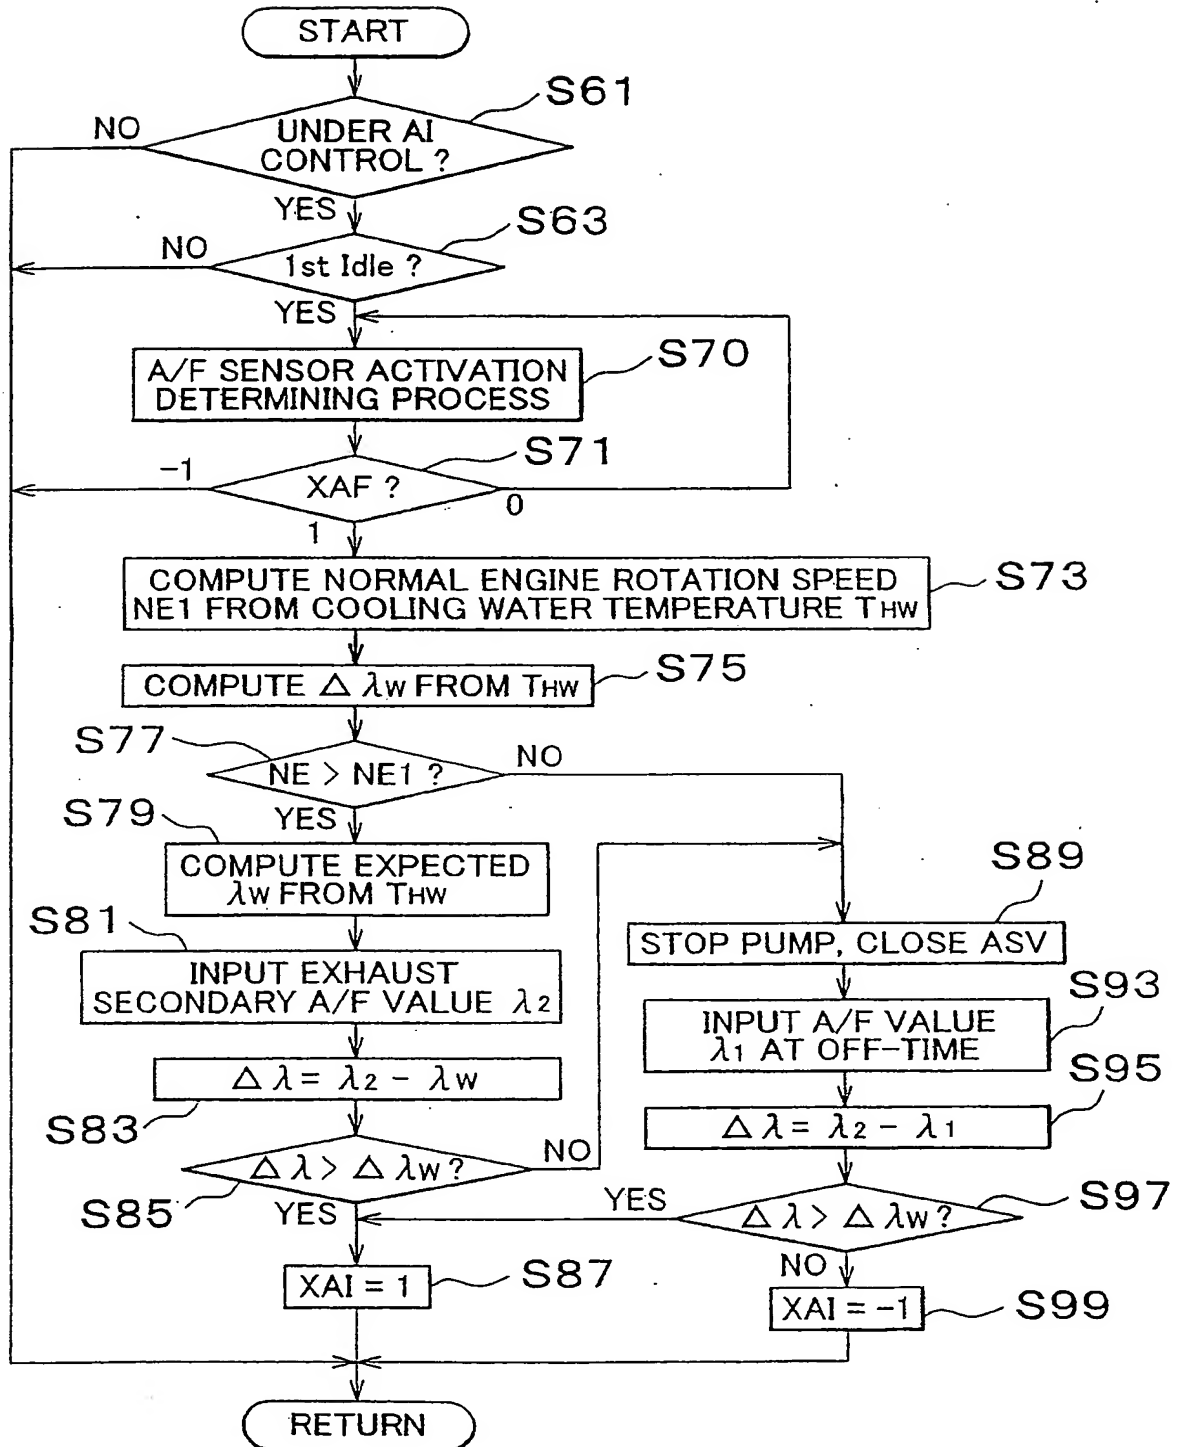 START
S61
NO
UNDER AI
CONTROL ?
YES
S63
NO
1st Idle ?
YES
S70
A/F SENSOR ACTIVATION
DETERMINING PROCESS
S71
-1
XAF ?
0
1
COMPUTE NORMAL ENGINE ROTATION SPEED
NE1 FROM COOLING WATER TEMPERATURE THW
S73
S75
COMPUTE △ λW FROM THW
S77
NO
NE > NE1 ?
YES
S79
COMPUTE EXPECTED
λW FROM THW
S89
STOP PUMP, CLOSE ASV
S81
INPUT EXHAUST
SECONDARY A/F VALUE λ2
S93
INPUT A/F VALUE
λ1 AT OFF-TIME
△ λ = λ2 - λW
S83
S95
△ λ = λ2 - λ1
NO
△ λ > △ λW ?
S85
YES
YES
S97
△ λ > △ λW ?
NO
XAI = 1
S87
XAI = -1
S99
RETURN